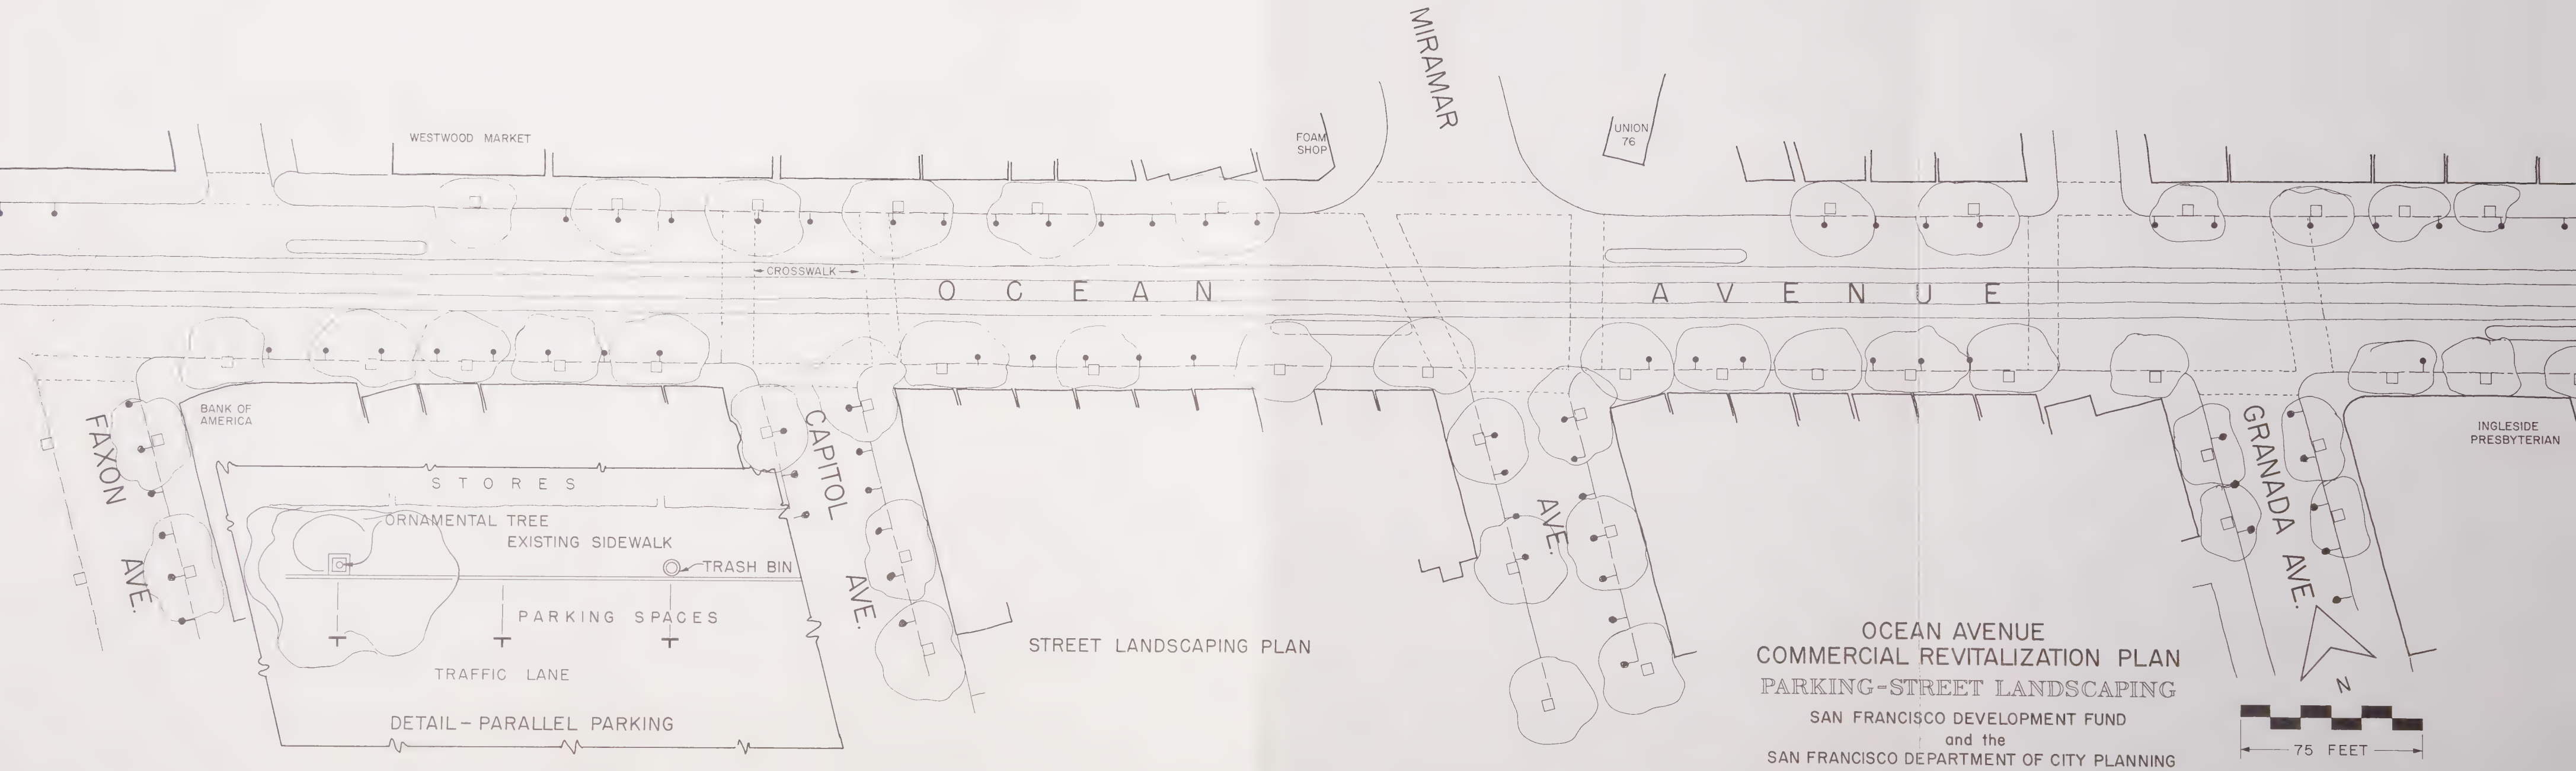 MIRAMAR
AVE.
WESTWOOD MARKET
FOAM
SHOP
UNION
76
CROSSWALK
OCEAN AVENUE
FAXON
AVE.
BANK OF
AMERICA
CAPITOL
AVE.
GRANADA AVE.
INGLESIDE
PRESBYTERIAN
STORES
ORNAMENTAL TREE
EXISTING SIDEWALK
TRASH BIN
PARKING SPACES
TRAFFIC LANE
DETAIL-PARALLEL PARKING
STREET LANDSCAPING PLAN
OCEAN AVENUE
COMMERCIAL REVITALIZATION PLAN
PARKING-STREET LANDSCAPING
SAN FRANCISCO DEVELOPMENT FUND
and the
SAN FRANCISCO DEPARTMENT OF CITY PLANNING
N
75 FEET